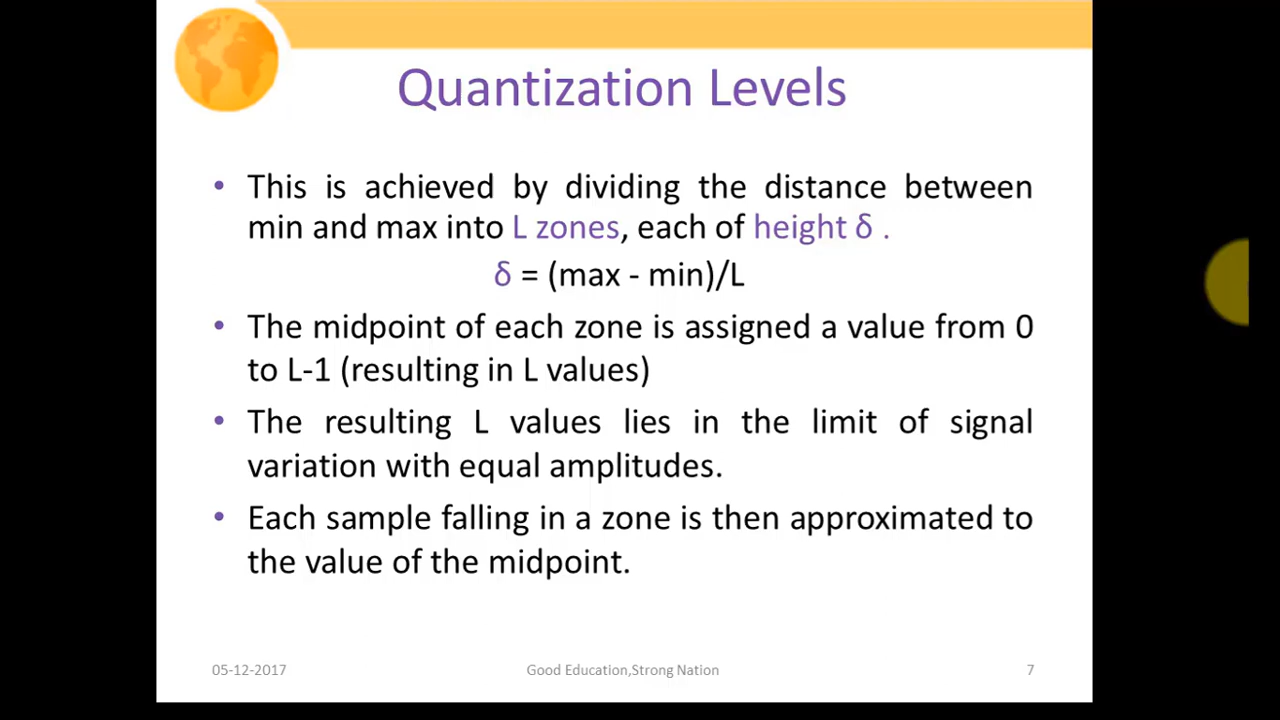 Quantization Levels
• This is achieved by dividing the distance between
min and max into L zones, each of height δ .
δ = (max - min)/L
• The midpoint of each zone is assigned a value from 0
to L-1 (resulting in L values)
• The resulting L values lies in the limit of signal
variation with equal amplitudes.
• Each sample falling in a zone is then approximated to
the value of the midpoint.
05-12-2017
Good Education,Strong Nation
7